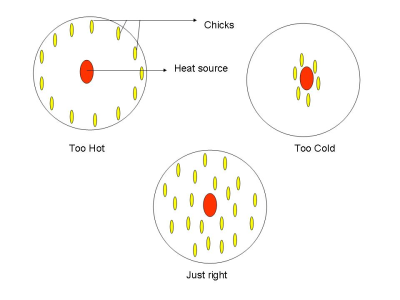 Chicks
Heat source
Too Hot
Too Cold
Just right